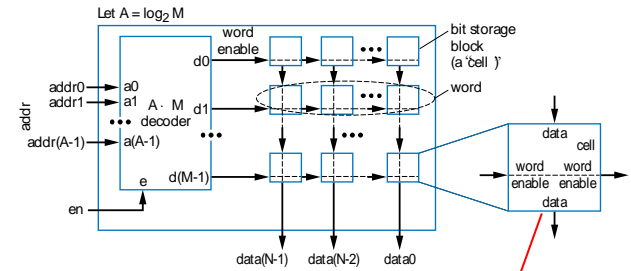 Let A = log2 M
word
enable
bit storage
block
(a “cell”)
word
d0
addr0
addr1
addr
addr(A-1)
a0
a1
a(A-1)
A · M
decoder
d1
d(M-1)
e
en
data(N-1)
data(N-2)
data0
data
cell
word
enable
word
enable
data